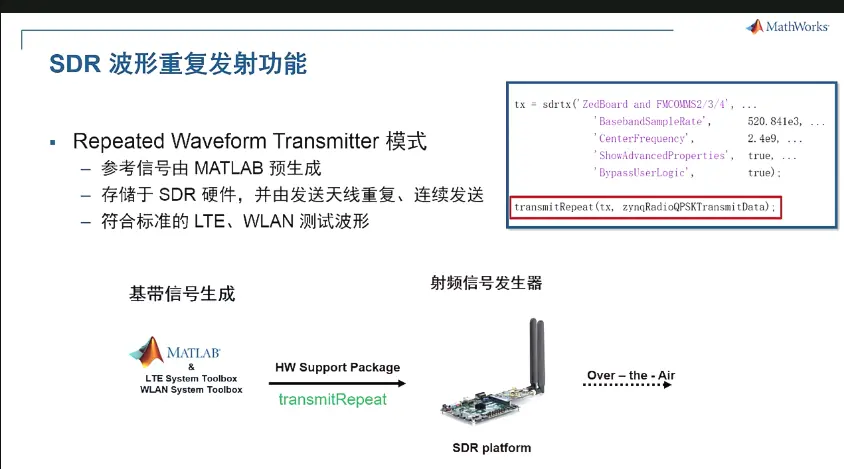 MathWorks
SDR 波形重复发射功能
Repeated Waveform Transmitter 模式
– 参考信号由 MATLAB 预生成
– 存储于 SDR 硬件，并由发送天线重复、连续发送
– 符合标准的 LTE、WLAN 测试波形
tx = sdrtx('ZedBoard and FMCOMMS2/3/4', ...
'BasebandSampleRate', 520.841e3, ...
'CenterFrequency', 2.4e9, ...
'ShowAdvancedProperties', true, ...
'BypassUserLogic', true);
transmitRepeat(tx, zynqRadioQPSKTransmitData);
基带信号生成
MATLAB
&
LTE System Toolbox
WLAN System Toolbox
HW Support Package
transmitRepeat
射频信号发生器
SDR platform
Over – the - Air